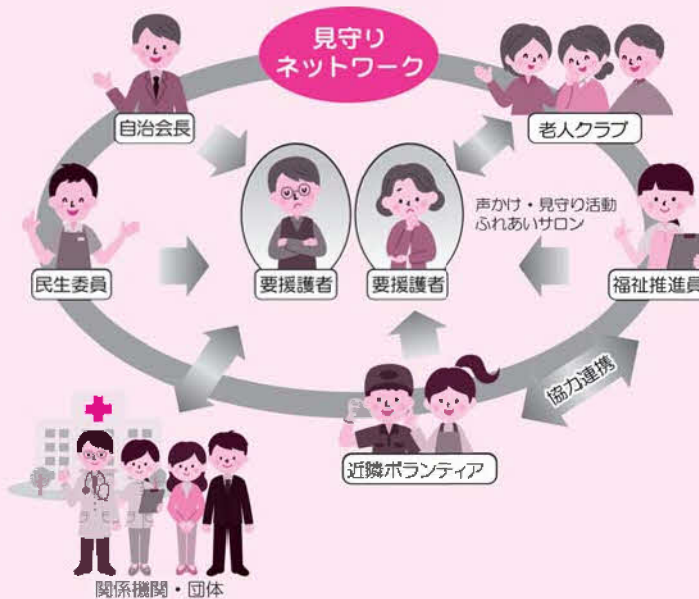 見守り
ネットワーク
自治会長
老人クラブ
声かけ・見守り活動
ふれあいサロン
民生委員
要援護者
要援護者
福祉推進員
協力連携
近隣ボランティア
関係機関・団体